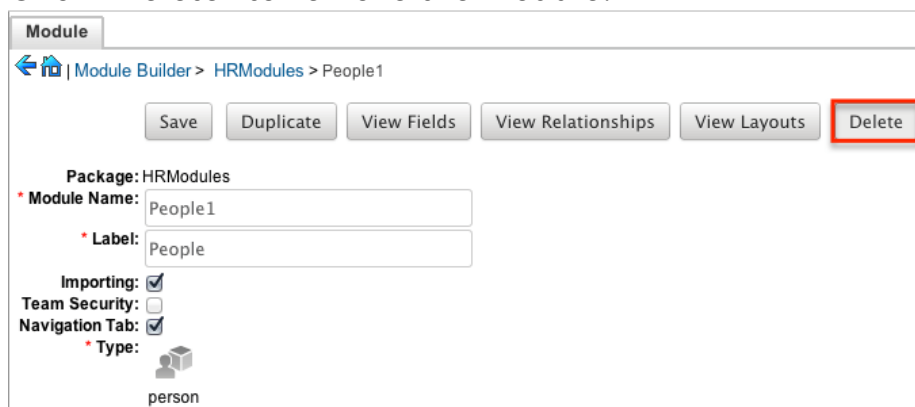 Module
| Module Builder > HRModules > People1
Save Duplicate View Fields View Relationships View Layouts Delete
Package: HRModules
* Module Name: People1
* Label: People
Importing:
Team Security:
Navigation Tab:
* Type:
person